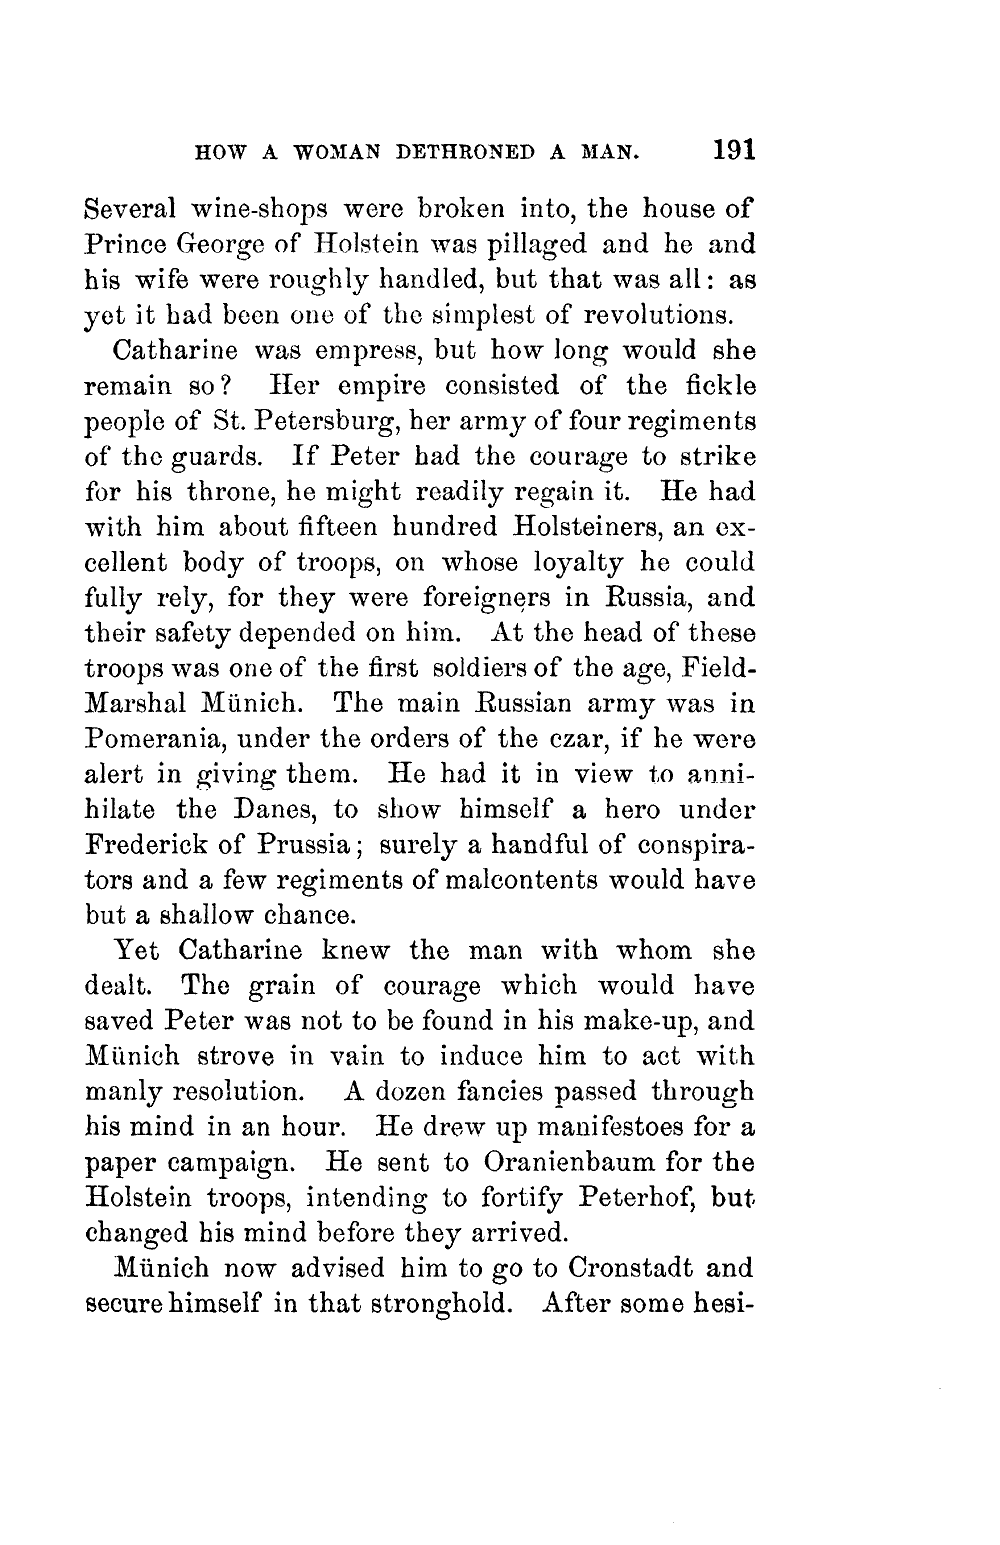 HOW A WOMAN DETHRONED A MAN. 191
Several wine-shops were broken into, the house of
Prince George of Holstein was pillaged and he and
his wife were roughly handled, but that was all: as
yet it had been one of the simplest of revolutions.
Catharine was empress, but how long would she
remain so? Her empire consisted of the fickle
people of St. Petersburg, her army of four regiments
of the guards. If Peter had the courage to strike
for his throne, he might readily regain it. He had
with him about fifteen hundred Holsteiners, an ex-
cellent body of troops, on whose loyalty he could
fully rely, for they were foreigners in Russia, and
their safety depended on him. At the head of these
troops was one of the first soldiers of the age, Field-
Marshal Münich. The main Russian army was in
Pomerania, under the orders of the czar, if he were
alert in giving them. He had it in view to anni-
hilate the Danes, to show himself a hero under
Frederick of Prussia; surely a handful of conspira-
tors and a few regiments of malcontents would have
but a shallow chance.
Yet Catharine knew the man with whom she
dealt. The grain of courage which would have
saved Peter was not to be found in his make-up, and
Münich strove in vain to induce him to act with
manly resolution. A dozen fancies passed through
his mind in an hour. He drew up manifestoes for a
paper campaign. He sent to Oranienbaum for the
Holstein troops, intending to fortify Peterhof, but
changed his mind before they arrived.
Münich now advised him to go to Cronstadt and
secure himself in that stronghold. After some hesi-